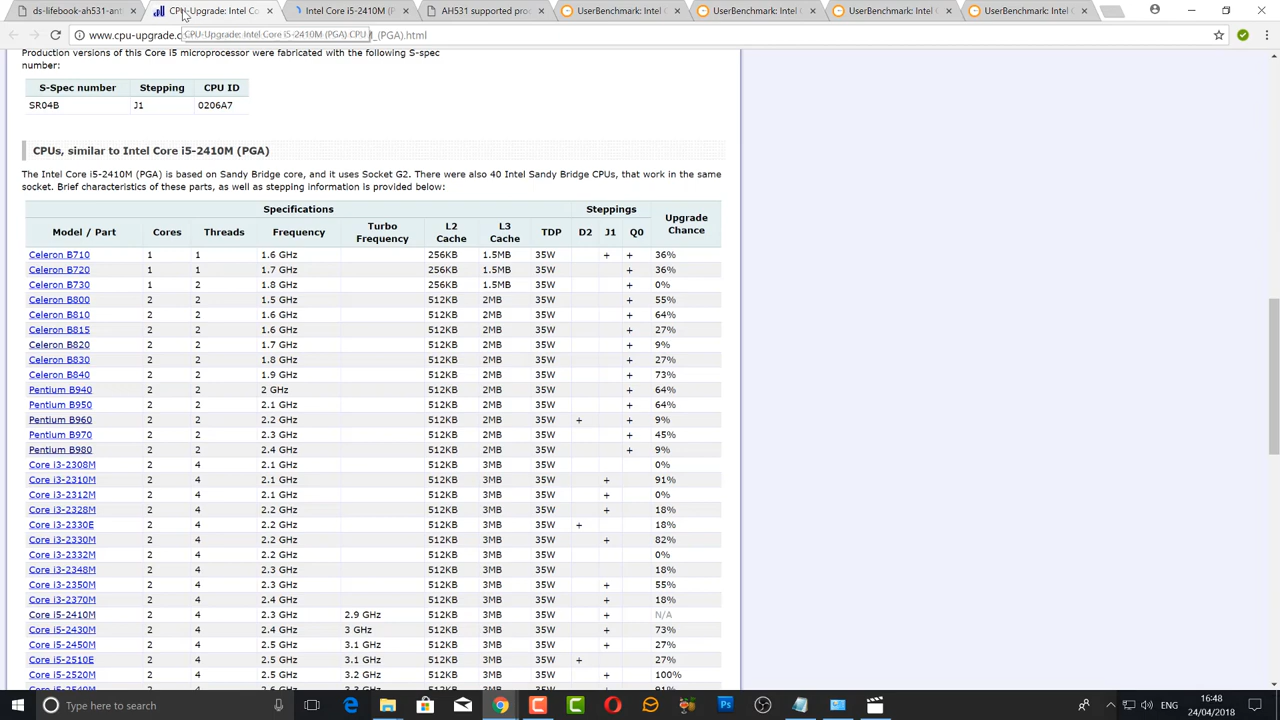 ds-lifebook-ah531-ant
CPU-Upgrade: Intel Co
Intel Core i5-2410M (P
AH531 supported pro
UserBenchmark: Intel
UserBenchmark: Intel
UserBenchmark: Intel
UserBenchmark: Intel
www.cpu-upgrade.c
CPU-Upgrade: Intel Core i5-2410M (PGA) CPU
_(PGA).html
Production versions of this Core i5 microprocessor were fabricated with the following S-spec
number:
S-Spec number Stepping CPU ID
SR04B J1 0206A7
CPUs, similar to Intel Core i5-2410M (PGA)
The Intel Core i5-2410M (PGA) is based on Sandy Bridge core, and it uses Socket G2. There were also 40 Intel Sandy Bridge CPUs, that work in the same
socket. Brief characteristics of these parts, as well as stepping information is provided below:
Specifications Steppings Upgrade Chance
Model / Part Cores Threads Frequency Turbo Frequency L2 Cache L3 Cache TDP D2 J1 Q0
Celeron B710 1 1 1.6 GHz 256KB 1.5MB 35W + + 36%
Celeron B720 1 1 1.7 GHz 256KB 1.5MB 35W + 36%
Celeron B730 1 2 1.8 GHz 256KB 1.5MB 35W + 0%
Celeron B800 2 2 1.5 GHz 512KB 2MB 35W + 55%
Celeron B810 2 2 1.6 GHz 512KB 2MB 35W + 64%
Celeron B815 2 2 1.6 GHz 512KB 2MB 35W + 27%
Celeron B820 2 2 1.7 GHz 512KB 2MB 35W + 9%
Celeron B830 2 2 1.8 GHz 512KB 2MB 35W + 27%
Celeron B840 2 2 1.9 GHz 512KB 2MB 35W + 73%
Pentium B940 2 2 2 GHz 512KB 2MB 35W + 64%
Pentium B950 2 2 2.1 GHz 512KB 2MB 35W + 64%
Pentium B960 2 2 2.2 GHz 512KB 2MB 35W + 9%
Pentium B970 2 2 2.3 GHz 512KB 2MB 35W + 45%
Pentium B980 2 2 2.4 GHz 512KB 2MB 35W + 9%
Core i3-2308M 2 4 2.1 GHz 512KB 3MB 35W 0%
Core i3-2310M 2 4 2.1 GHz 512KB 3MB 35W + 91%
Core i3-2312M 2 4 2.1 GHz 512KB 3MB 35W + 0%
Core i3-2328M 2 4 2.2 GHz 512KB 3MB 35W + 18%
Core i3-2330E 2 4 2.2 GHz 512KB 3MB 35W + 18%
Core i3-2330M 2 4 2.2 GHz 512KB 3MB 35W + 82%
Core i3-2332M 2 4 2.2 GHz 512KB 3MB 35W 0%
Core i3-2348M 2 4 2.3 GHz 512KB 3MB 35W 18%
Core i3-2350M 2 4 2.3 GHz 512KB 3MB 35W + 55%
Core i3-2370M 2 4 2.4 GHz 512KB 3MB 35W + 18%
Core i5-2410M 2 4 2.3 GHz 2.9 GHz 512KB 3MB 35W + N/A
Core i5-2430M 2 4 2.4 GHz 3 GHz 512KB 3MB 35W + 73%
Core i5-2450M 2 4 2.5 GHz 3.1 GHz 512KB 3MB 35W + 27%
Core i5-2510E 2 4 2.5 GHz 3.1 GHz 512KB 3MB 35W + 27%
Core i5-2520M 2 4 2.5 GHz 3.2 GHz 512KB 3MB 35W + 100%
Core i5-2540M 2 4 2.6 GHz 3.3 GHz 512KB 3MB 35W + 91%
Type here to search
ENG
16:48
24/04/2018